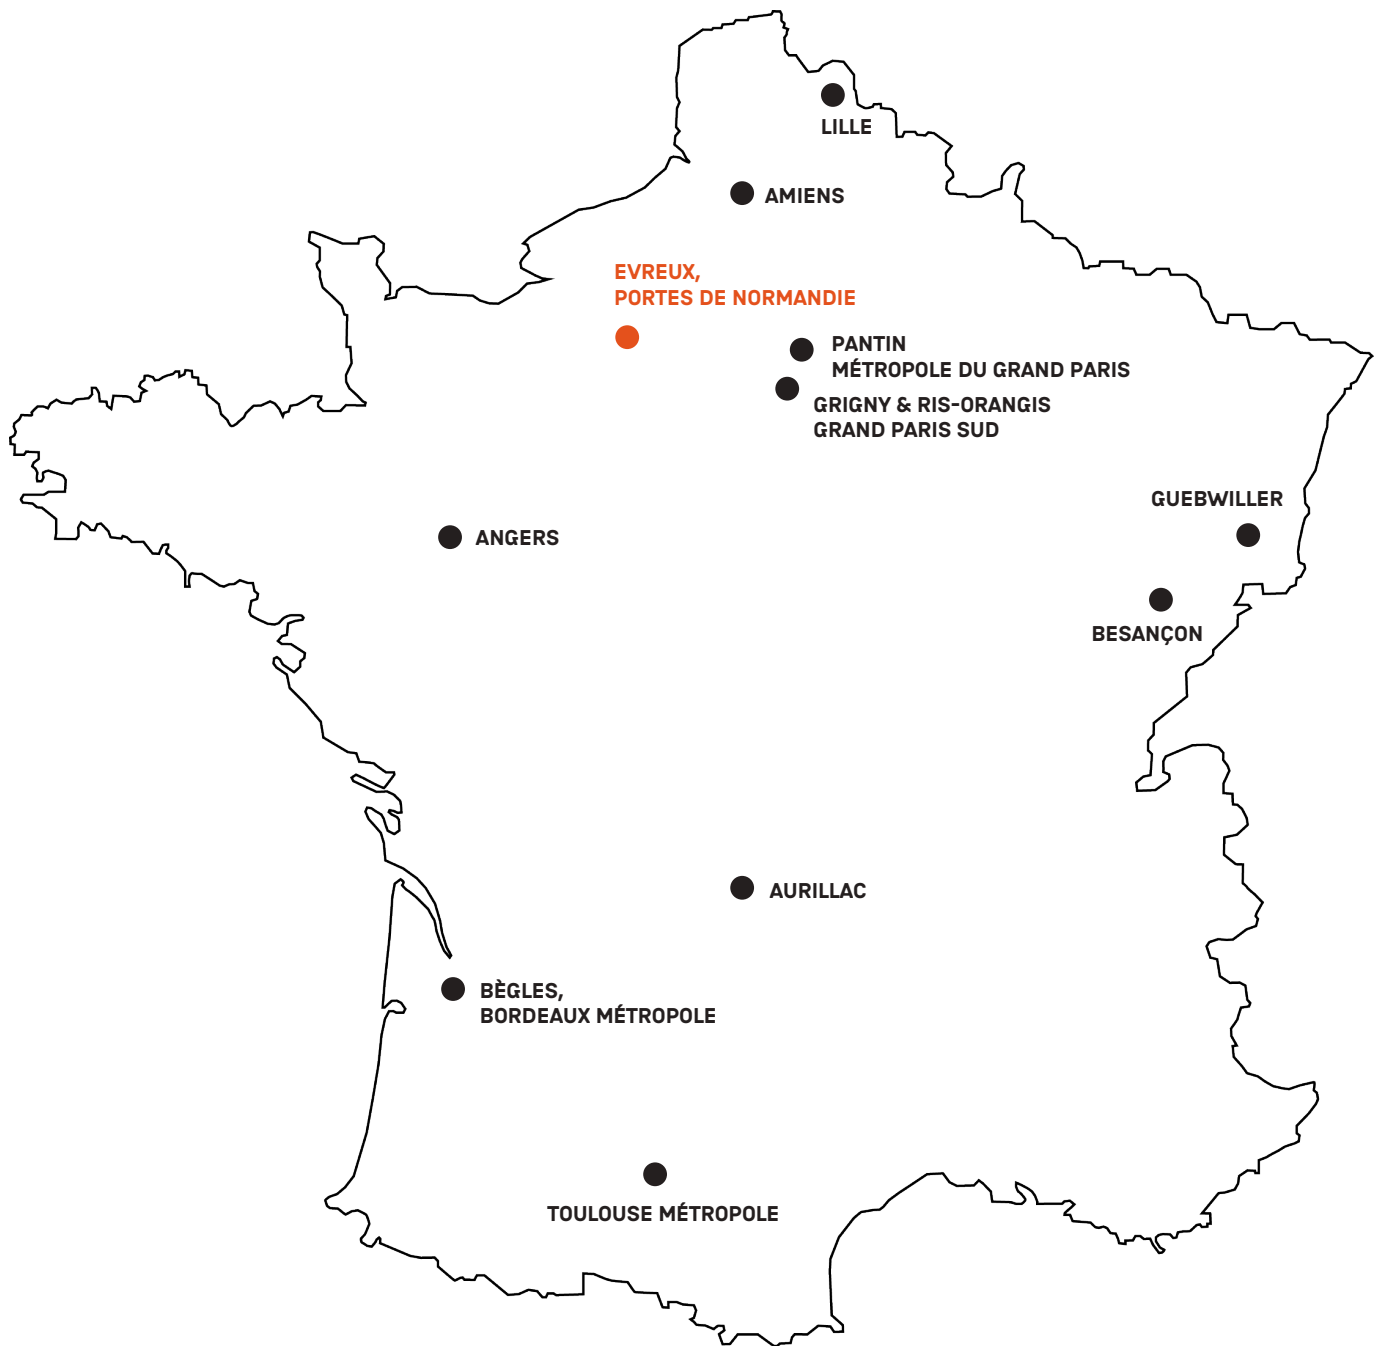 LILLE
AMIENS
EVREUX,
PORTES DE NORMANDIE
PANTIN
MÉTROPOLE DU GRAND PARIS
GRIGNY & RIS-ORANGIS
GRAND PARIS SUD
GUEBWILLER
ANGERS
BESANÇON
AURILLAC
BÈGLES,
BORDEAUX MÉTROPOLE
TOULOUSE MÉTROPOLE